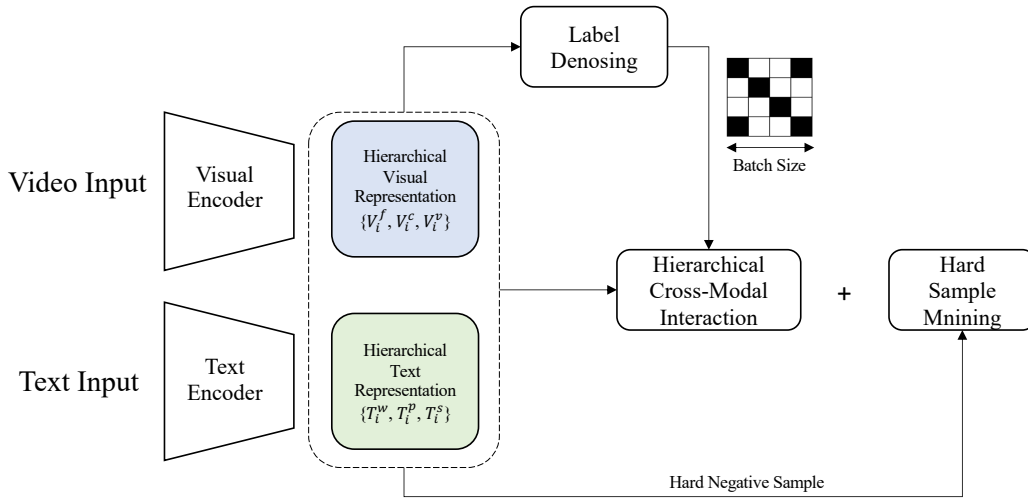 Label
Denosing
Batch Size
Video Input
Visual
Encoder
Hierarchical
Visual
Representation
{V_i^f, V_i^c, V_i^v}
Hierarchical
Cross-Modal
Interaction
+
Hard
Sample
Mnining
Text Input
Text
Encoder
Hierarchical
Text
Representation
{T_i^w, T_i^p, T_i^s}
Hard Negative Sample